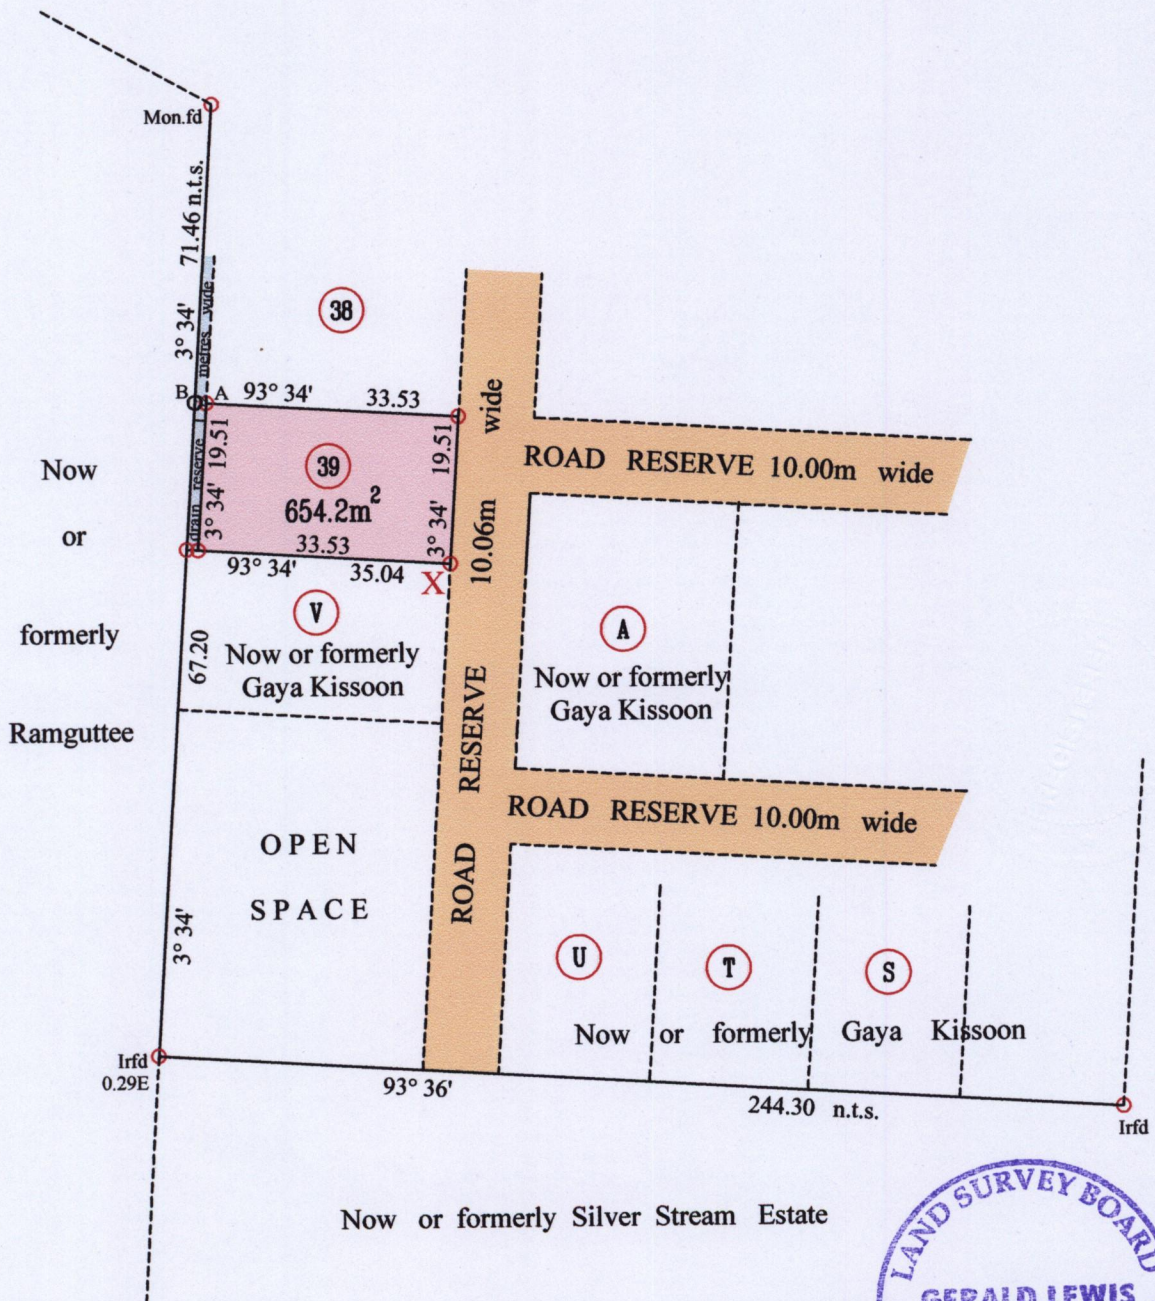 Mon.fd
71.46 n.t.s.
3° 34'
metres wide
38
B
A
93° 34'
33.53
wide
ROAD RESERVE 10.00m wide
Now
or
formerly
Ramguttee
drain reserve
3° 34' 19.51
39
654.2m²
3° 34' 19.51
33.53
93° 34'
35.04
X
10.06m
V
Now or formerly
Gaya Kissoon
67.20
A
Now or formerly
Gaya Kissoon
ROAD RESERVE
ROAD RESERVE 10.00m wide
OPEN
SPACE
3° 34'
U
T
S
Now or formerly Gaya Kissoon
Irfd
0.29E
93° 36'
244.30 n.t.s.
Irfd
Now or formerly Silver Stream Estate
LAND SURVEY BOARD
GERALD LEWIS